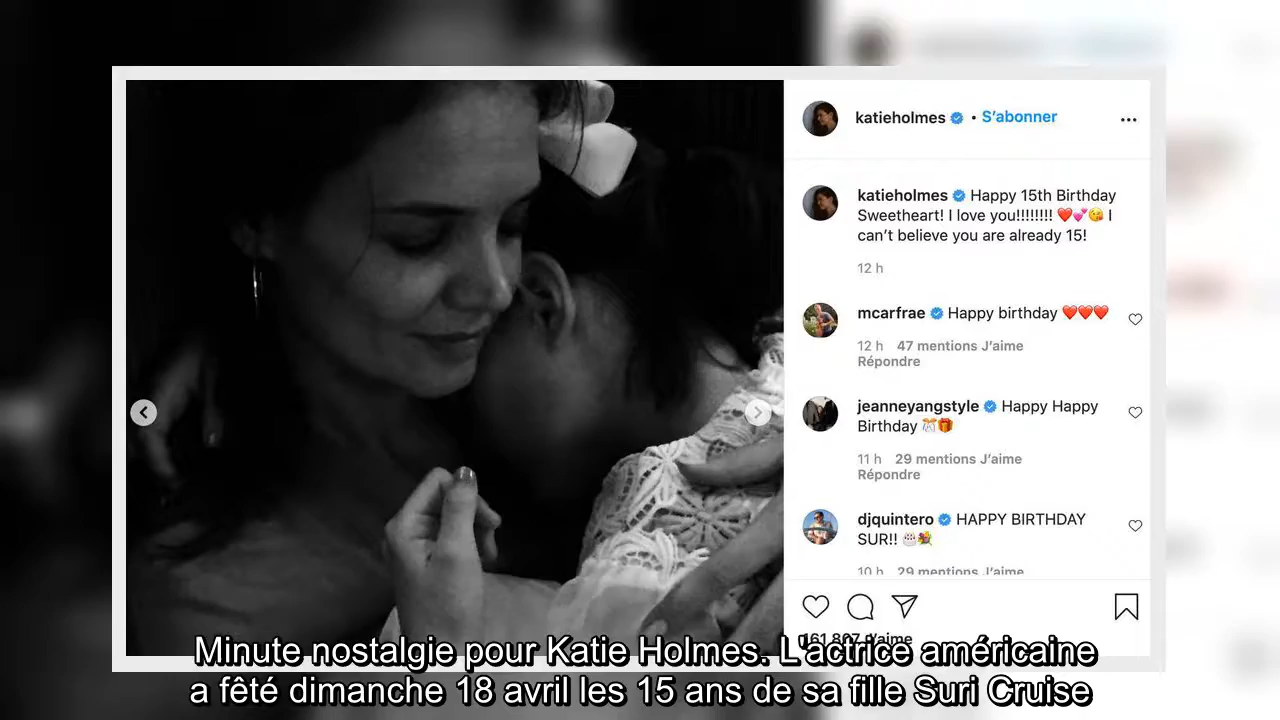 katieholmes • S'abonner
katieholmes Happy 15th Birthday
Sweetheart! I love you!!!!!!!! ❤️💕😘 I
can't believe you are already 15!
12 h
mcarfrae Happy birthday ❤️❤️❤️
12 h 47 mentions J'aime
Répondre
jeanneyangstyle Happy Happy
Birthday 🎊🎁
11 h 29 mentions J'aime
Répondre
djquintero HAPPY BIRTHDAY
SUR!! 🎂💐
10 h 29 mentions J'aime
161 807 J'aime
Minute nostalgie pour Katie Holmes. L'actrice américaine
a fêté dimanche 18 avril les 15 ans de sa fille Suri Cruise